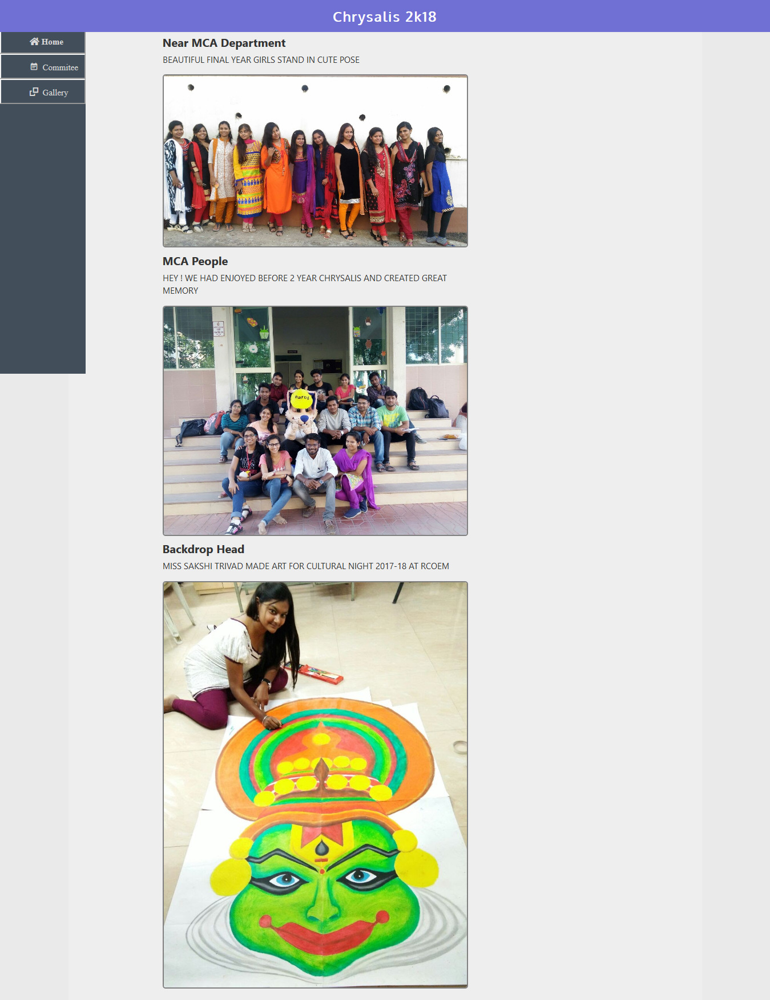 Chrysalis 2k18
Home
Commitee
Gallery
Near MCA Department
BEAUTIFUL FINAL YEAR GIRLS STAND IN CUTE POSE
MCA People
HEY ! WE HAD ENJOYED BEFORE 2 YEAR CHRYSALIS AND CREATED GREAT
MEMORY
Aafty
Backdrop Head
MISS SAKSHI TRIVAD MADE ART FOR CULTURAL NIGHT 2017-18 AT RCOEM